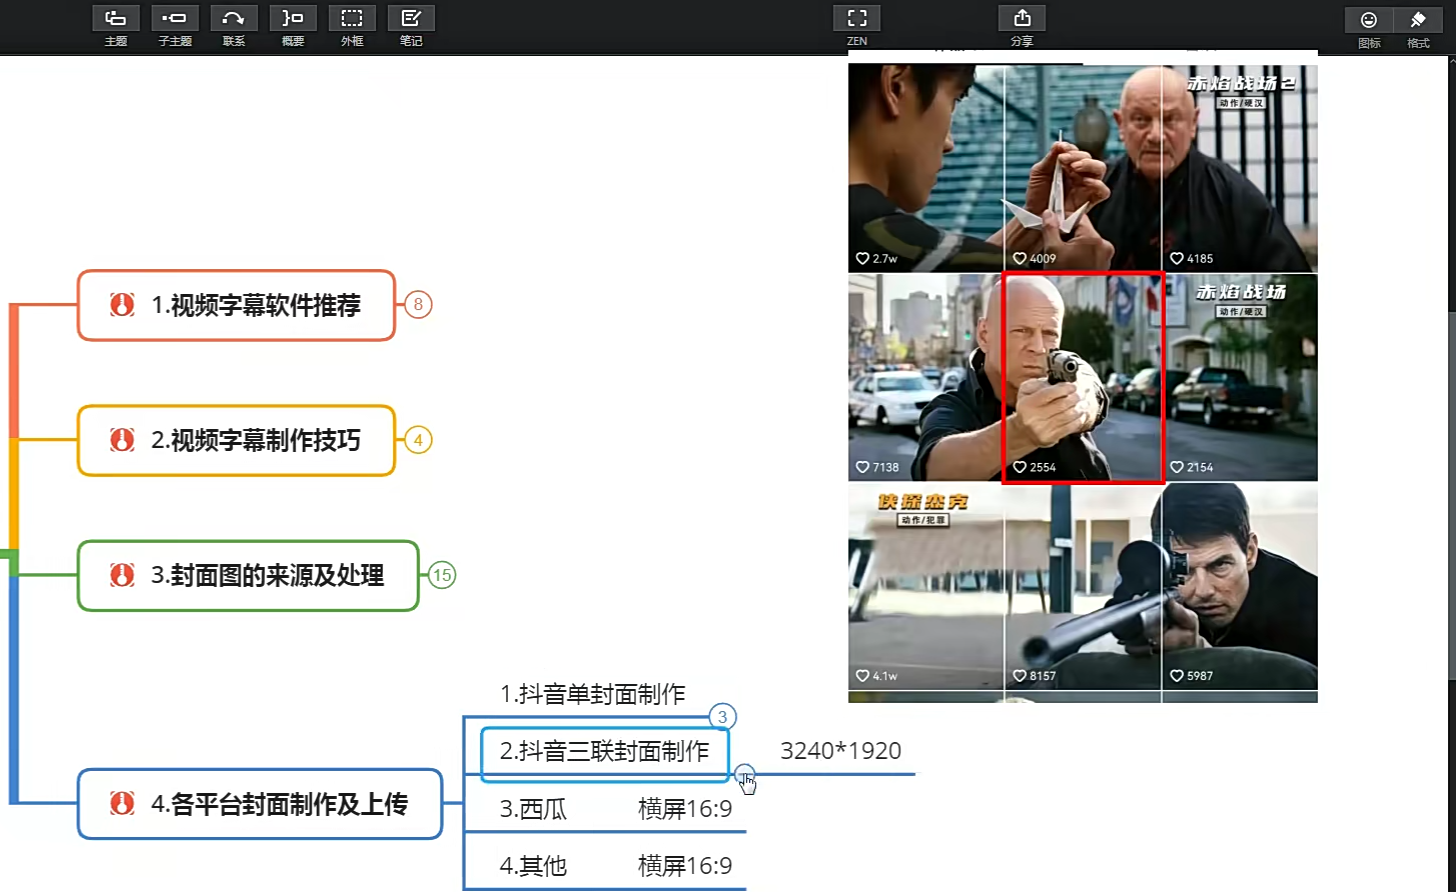 主题
子主题
联系
概要
外框
笔记
ZEN
分享
图标
格式
赤焰战场2
动作/硬汉
2.7w
4009
4185
赤焰战场
动作/硬汉
7138
2554
2154
侠探杰克
动作/犯罪
4.1w
8157
5987
1.视频字幕软件推荐
8
2.视频字幕制作技巧
4
3.封面图的来源及处理
15
4.各平台封面制作及上传
1.抖音单封面制作
3
2.抖音三联封面制作
3240*1920
3.西瓜 横屏16:9
4.其他 横屏16:9